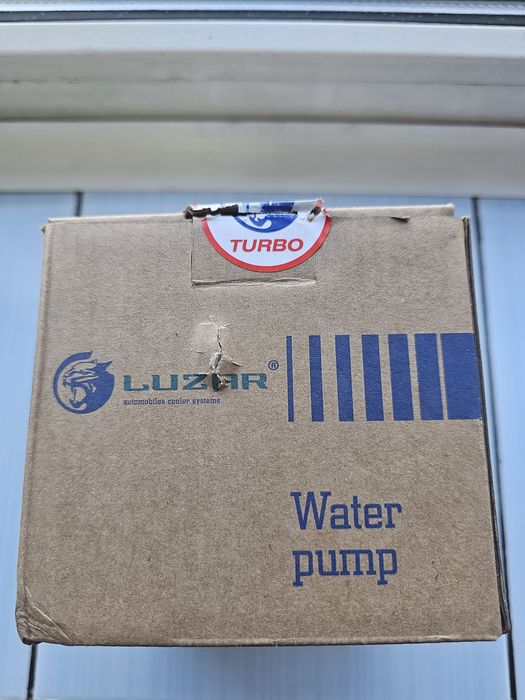 TURBO
LUZAR®
automobiles cooler systems
Water
pump